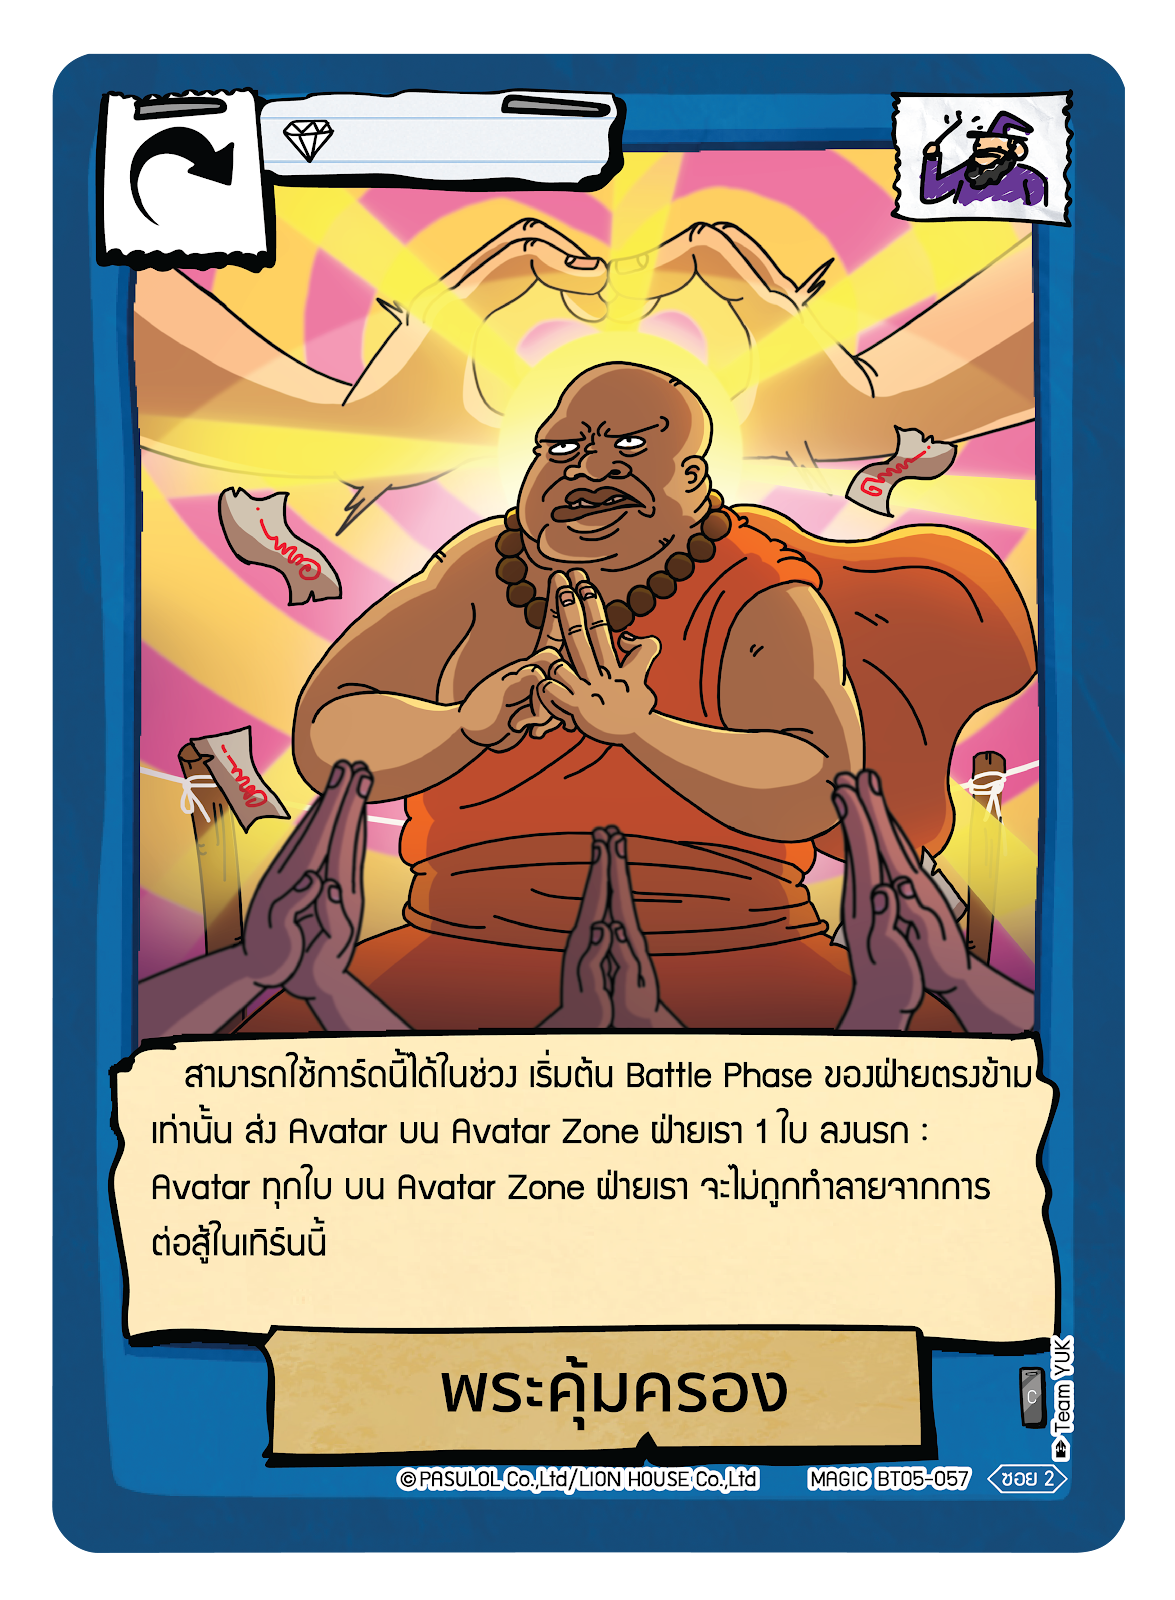 สามารถใช้การ์ดนี้ได้ในช่วง เริ่มต้น Battle Phase ของฝ่ายตรงข้าม
เท่านั้น ส่ง Avatar บน Avatar Zone ฝ่ายเรา 1 ใบ ลงนรก :
Avatar ทุกใบ บน Avatar Zone ฝ่ายเรา จะไม่ถูกทำลายจากการ
ต่อสู้ในเทิร์นนี้
พระคุ้มครอง
C
Team YUK
© PASULOL Co.,Ltd/LION HOUSE Co.,Ltd
MAGIC BT05-057
ซอย 2